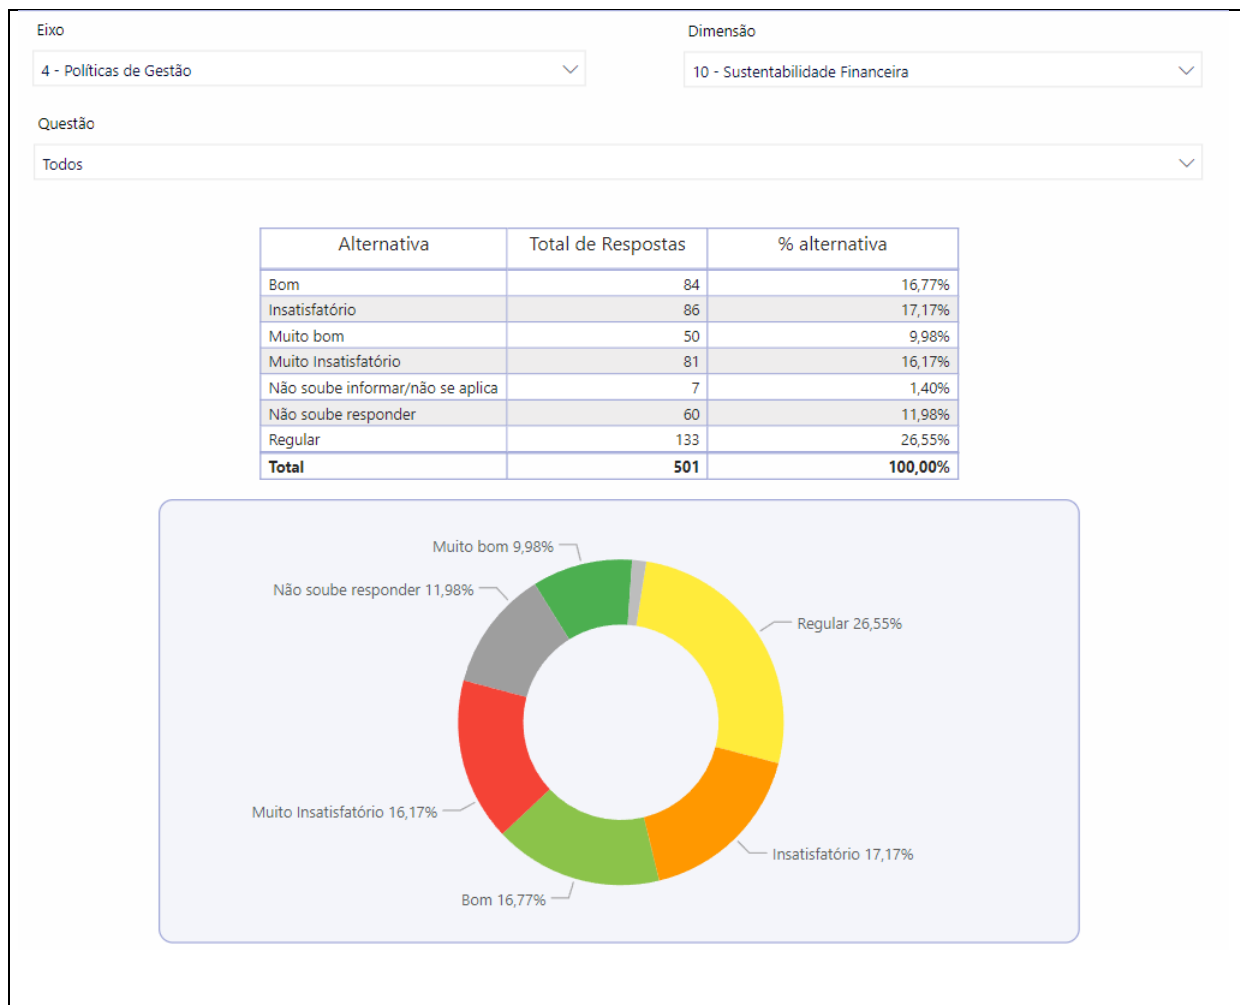 Eixo
Dimensão
4 - Políticas de Gestão
10 - Sustentabilidade Financeira
Questão
Todos
Alternativa Total de Respostas % alternativa
Bom 84 16,77%
Insatisfatório 86 17,17%
Muito bom 50 9,98%
Muito Insatisfatório 81 16,17%
Não soube informar/não se aplica 7 1,40%
Não soube responder 60 11,98%
Regular 133 26,55%
Total 501 100,00%
Muito bom 9,98%
Não soube responder 11,98%
Regular 26,55%
Muito Insatisfatório 16,17%
Insatisfatório 17,17%
Bom 16,77%